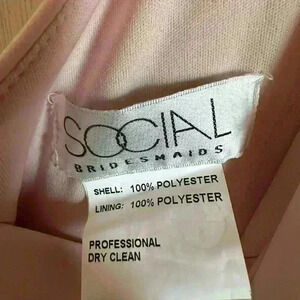 SOCIAL
BRIDESMAIDS
SHELL: 100% POLYESTER
LINING: 100% POLYESTER
PROFESSIONAL
DRY CLEAN